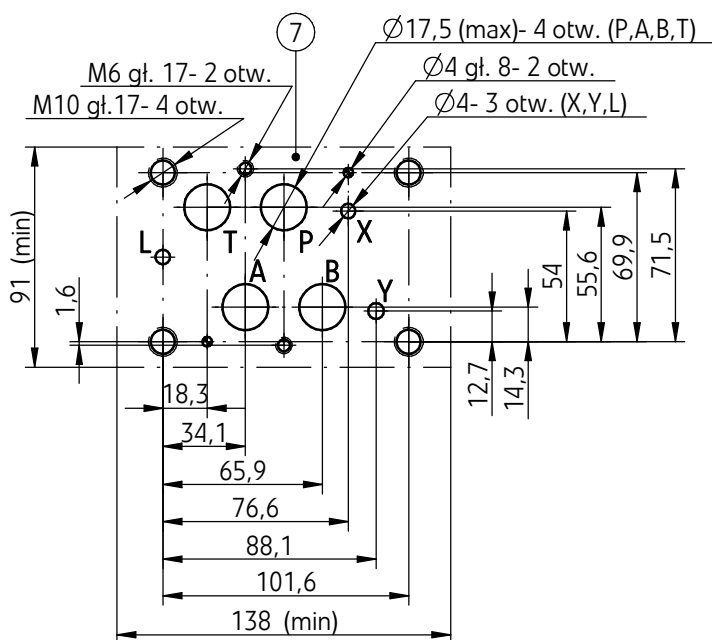 7
Ø17,5 (max)- 4 otw. (P,A,B,T)
M6 gł. 17- 2 otw.
Ø4 gł. 8- 2 otw.
M10 gł.17- 4 otw.
Ø4- 3 otw. (X,Y,L)
91 (min)
L
T
P
X
A
B
Y
1,6
54
55,6
69,9
71,5
12,7
14,3
18,3
34,1
65,9
76,6
88,1
101,6
138 (min)